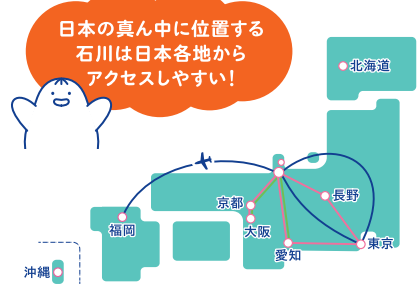 日本の真ん中に位置する
石川は日本各地から
アクセスしやすい!
北海道
長野
京都
大阪
福岡
東京
愛知
沖縄